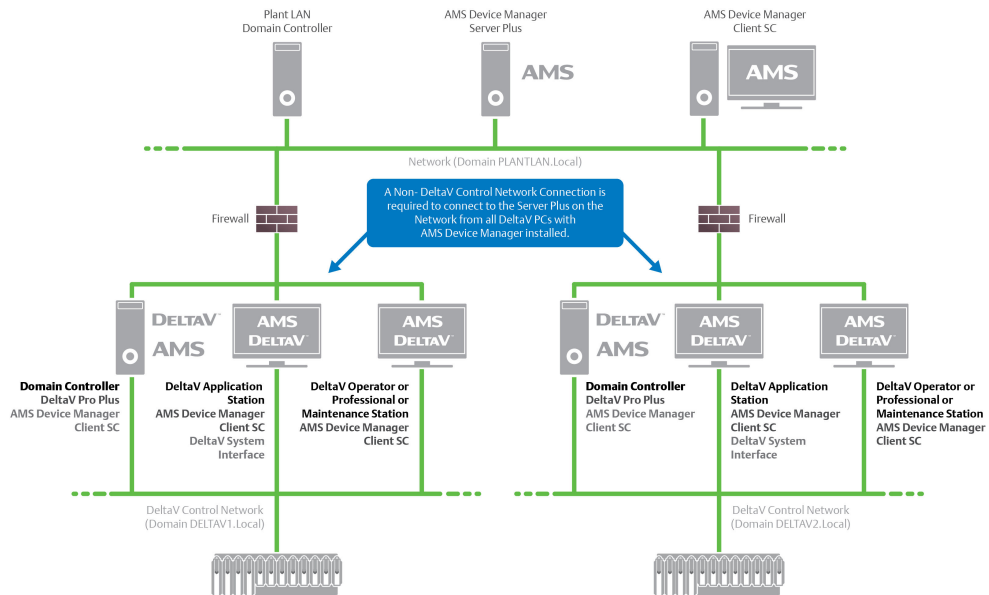 Plant LAN
Domain Controller
AMS Device Manager
Server Plus
AMS Device Manager
Client SC
AMS
AMS
Network (Domain PLANTLAN.Local)
Firewall
A Non- DeltaV Control Network Connection is
required to connect to the Server Plus on the
Network from all DeltaV PCs with
AMS Device Manager installed.
Firewall
DELTAV™
AMS
AMS
DELTAV™
AMS
DELTAV™
DELTAV™
AMS
AMS
DELTAV™
AMS
DELTAV™
Domain Controller
DeltaV Pro Plus
AMS Device Manager
Client SC
DeltaV Application
Station
AMS Device Manager
Client SC
DeltaV System
Interface
DeltaV Operator or
Professional or
Maintenance Station
AMS Device Manager
Client SC
Domain Controller
DeltaV Pro Plus
AMS Device Manager
Client SC
DeltaV Application
Station
AMS Device Manager
Client SC
DeltaV System
Interface
DeltaV Operator or
Professional or
Maintenance Station
AMS Device Manager
Client SC
DeltaV Control Network
(Domain DELTAV1.Local)
DeltaV Control Network
(Domain DELTAV2.Local)